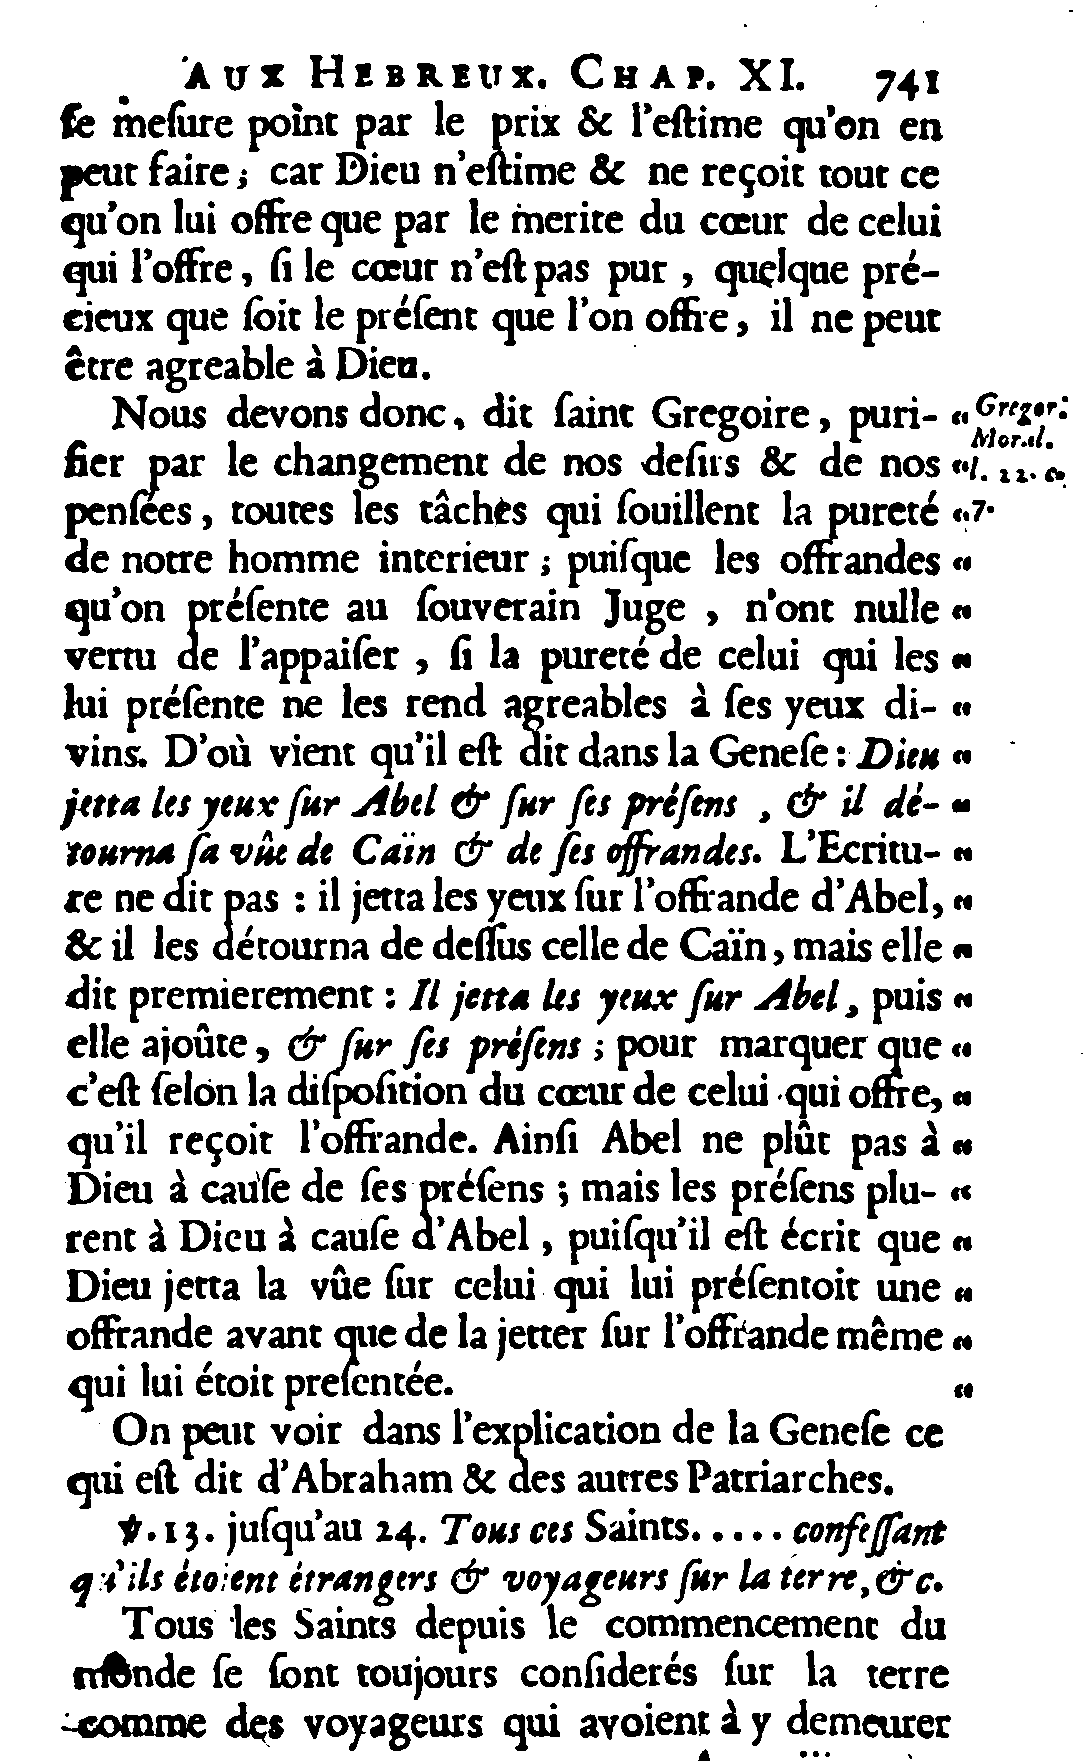 AUX HEBREUX. CHAP. XI. 741
ſe meſure point par le prix & l'eſtime qu'on en
peut faire ; car Dieu n'eſtime & ne reçoit tout ce
qu'on lui offre que par le merite du cœur de celui
qui l'offre, ſi le cœur n'eſt pas pur, quelque pré-
cieux que ſoit le préſent que l'on offre, il ne peut
être agreable à Dieu.
Nous devons donc, dit ſaint Gregoire, puri- “ Gregor.
Moral.
fier par le changement de nos deſirs & de nos “ l. 22. c.
penſées, toutes les tâches qui ſouillent la pureté “ 7.
de notre homme interieur ; puiſque les offrandes “
qu'on préſente au ſouverain Juge, n'ont nulle “
vertu de l'appaiſer, ſi la pureté de celui qui les “
lui préſente ne les rend agreables à ſes yeux di- “
vins. D'où vient qu'il eſt dit dans la Geneſe : Dieu “
jetta les yeux ſur Abel & ſur ſes préſens, & il dé- “
tourna ſa vûe de Caïn & de ſes offrandes. L'Ecritu- “
re ne dit pas : il jetta les yeux ſur l'offrande d'Abel, “
& il les détourna de deſſus celle de Caïn, mais elle “
dit premierement : Il jetta les yeux ſur Abel, puis “
elle ajoûte, & ſur ſes préſens ; pour marquer que “
c'eſt ſelon la diſpoſition du cœur de celui qui offre, “
qu'il reçoit l'offrande. Ainſi Abel ne plût pas à “
Dieu à cauſe de ſes préſens ; mais les préſens plu- “
rent à Dieu à cauſe d'Abel, puiſqu'il eſt écrit que “
Dieu jetta la vûe ſur celui qui lui préſentoit une “
offrande avant que de la jetter ſur l'offrande même “
qui lui étoit preſentée. “
On peut voir dans l'explication de la Geneſe ce
qui eſt dit d'Abraham & des autres Patriarches.
℣. 13. juſqu'au 24. Tous ces Saints..... confeſſant
qu'ils étoient étrangers & voyageurs ſur la terre, &c.
Tous les Saints depuis le commencement du
monde ſe ſont toujours conſiderés ſur la terre
comme des voyageurs qui avoient à y demeurer